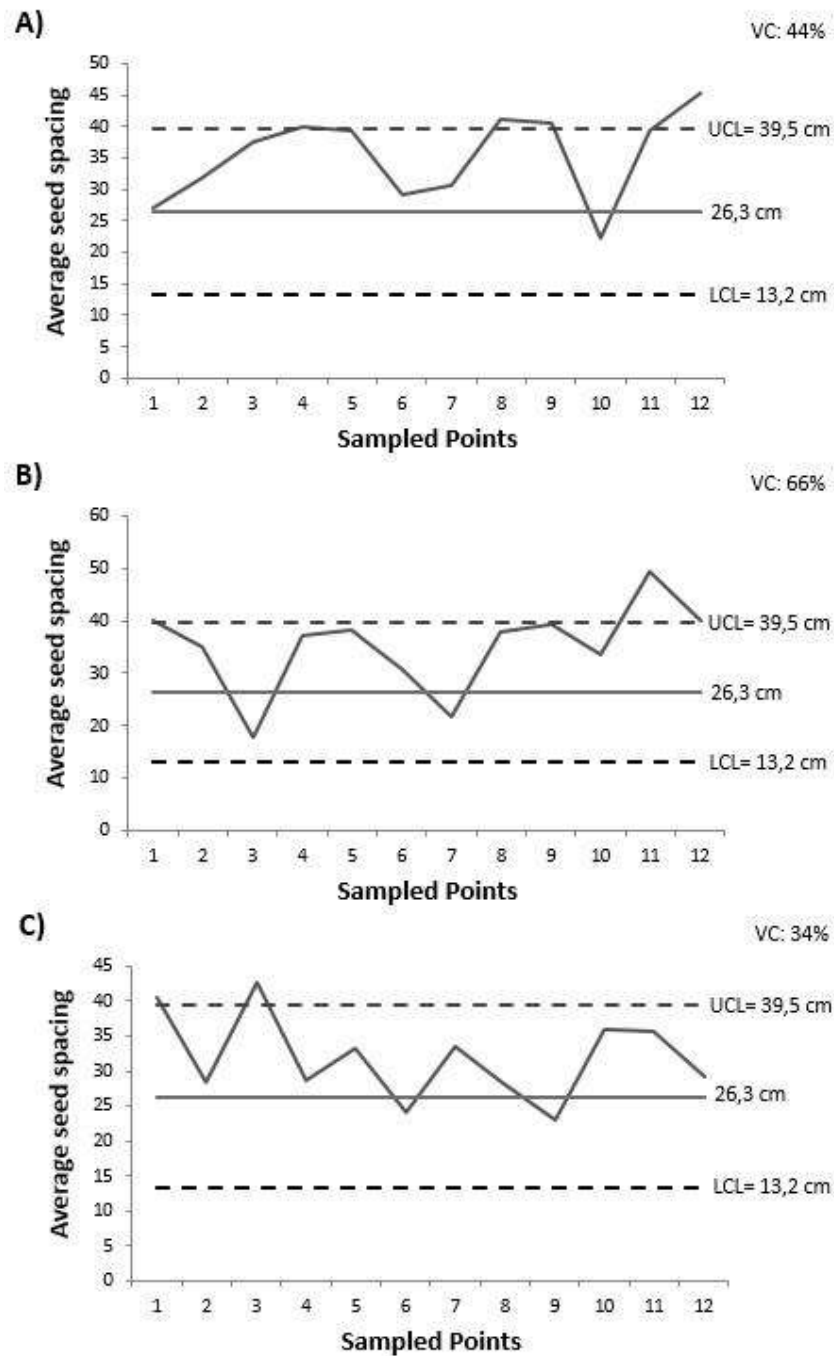 A)
VC: 44%
50
45
40
35
30
25
20
15
10
5
0
Average seed spacing
UCL= 39,5 cm
26,3 cm
LCL= 13,2 cm
1 2 3 4 5 6 7 8 9 10 11 12
Sampled Points
B)
VC: 66%
60
50
40
30
20
10
0
Average seed spacing
UCL= 39,5 cm
26,3 cm
LCL= 13,2 cm
1 2 3 4 5 6 7 8 9 10 11 12
Sampled Points
C)
VC: 34%
45
40
35
30
25
20
15
10
5
0
Average seed spacing
UCL= 39,5 cm
26,3 cm
LCL= 13,2 cm
1 2 3 4 5 6 7 8 9 10 11 12
Sampled Points